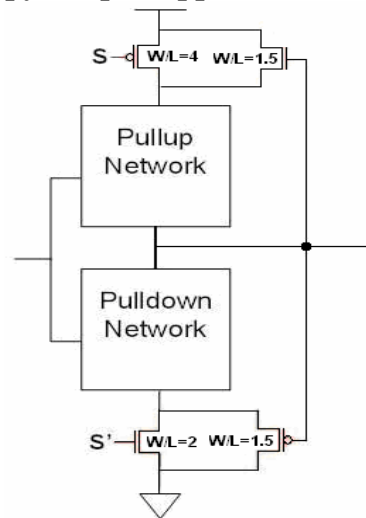 S
W/L=4
W/L=1.5
Pullup
Network
Pulldown
Network
S'
W/L=2
W/L=1.5